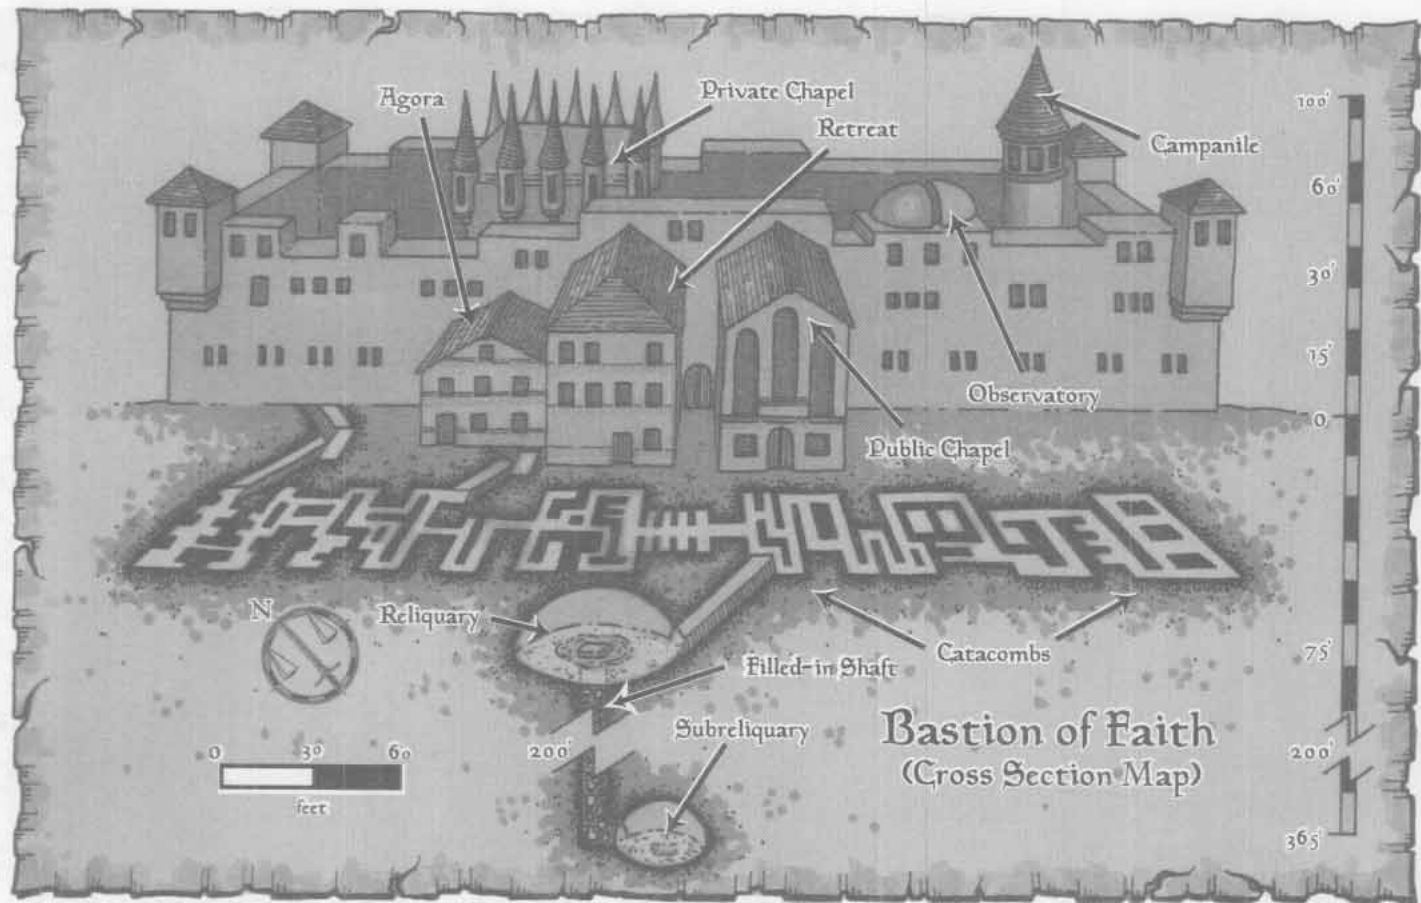 Agora
Private Chapel
Retreat
Campanile
100'
60'
30'
15'
0
Observatory
Public Chapel
N
Reliquary
Catacombs
75'
Filled-in Shaft
Subreliquary
Bastion of Faith
(Cross Section Map)
0 30 60
feet
200'
200'
365'